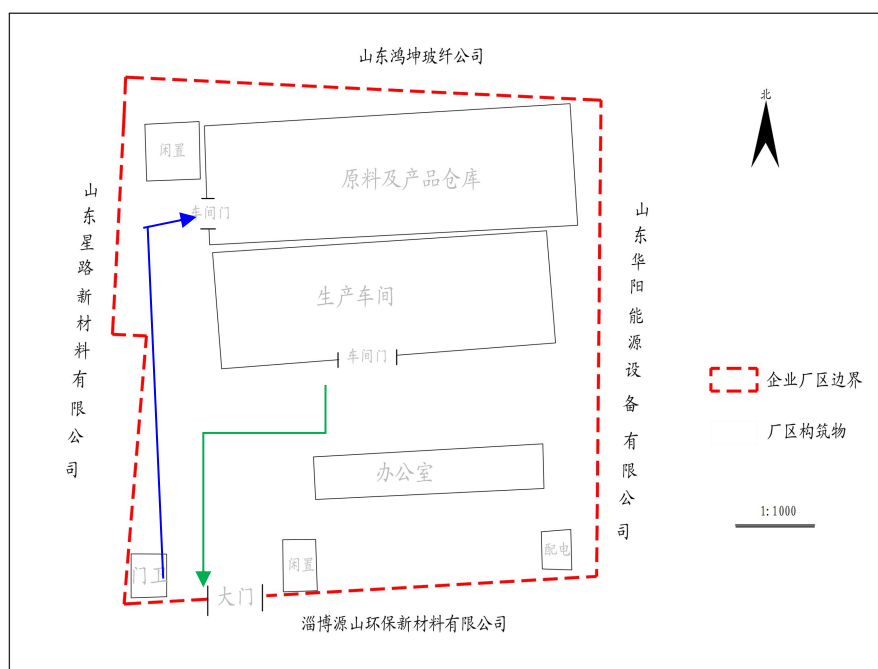 山东鸿坤玻纤公司
北
闲置
原料及产品仓库
车间门
山东星路新材料有限公司
山东华阳能源设备有限公司
生产车间
车间门
企业厂区边界
厂区构筑物
办公室
1:1000
配电
闲置
门卫
大门
淄博源山环保新材料有限公司